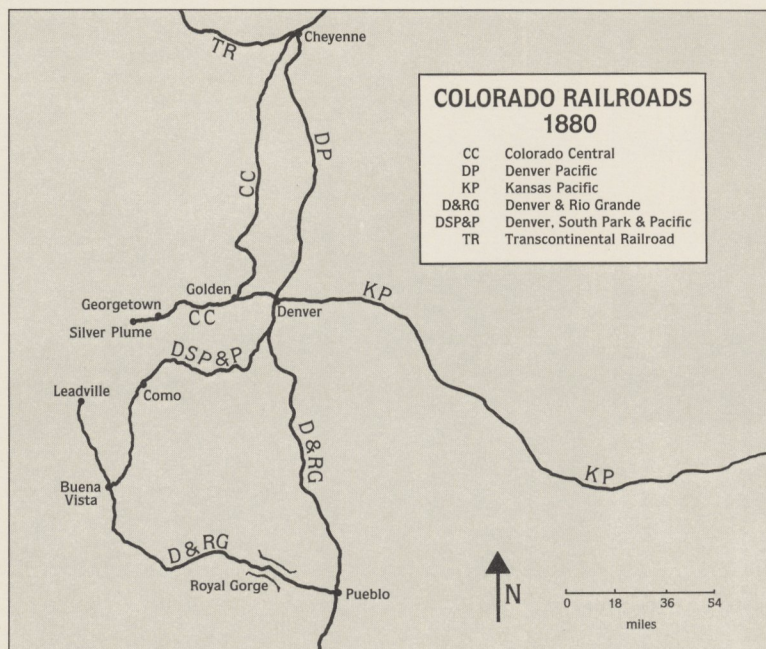 TR
Cheyenne
COLORADO RAILROADS
1880
CC Colorado Central
DP Denver Pacific
KP Kansas Pacific
D&RG Denver & Rio Grande
DSP&P Denver, South Park & Pacific
TR Transcontinental Railroad
DP
CC
Golden
KP
Georgetown
Denver
CC
Silver Plume
DSP&P
Leadville
Como
D&RG
KP
Buena
Vista
D&RG
Royal Gorge
Pueblo
N
0 18 36 54
miles